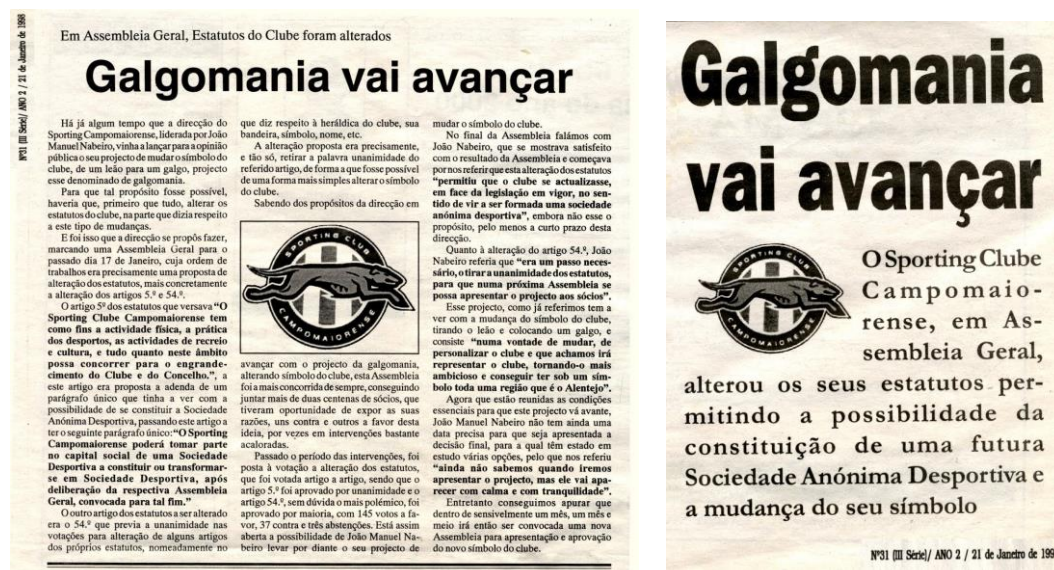 Nº31 (III Série)/ ANO 2 / 21 de Janeiro de 1998
Em Assembleia Geral, Estatutos do Clube foram alterados
Galgomania vai avançar
Há já algum tempo que a direcção do
Sporting Campomaiorense, liderada por João
Manuel Nabeiro, vinha a lançar para a opinião
pública o seu projecto de mudar o símbolo do
clube, de um leão para um galgo, projecto
esse denominado de galgomania.
Para que tal propósito fosse possível,
haveria que, primeiro que tudo, alterar os
estatutos do clube, na parte que dizia respeito
a este tipo de mudanças.
E foi isso que a direcção se propôs fazer,
marcando uma Assembleia Geral para o
passado dia 17 de Janeiro, cuja ordem de
trabalhos era precisamente uma proposta de
alteração dos estatutos, mais concretamente
a alteração dos artigos 5.º e 54.º.
O artigo 5º dos estatutos que versava "O
Sporting Clube Campomaiorense tem
como fins a actividade física, a prática
dos desportos, as actividades de recreio
e cultura, e tudo quanto neste âmbito
possa concorrer para o engrande-
cimento do Clube e do Concelho.", a
este artigo era proposta a adenda de um
parágrafo único que tinha a ver com a
possibilidade de se constituir a Sociedade
Anónima Desportiva, passando este artigo a
ter o seguinte parágrafo único: "O Sporting
Campomaiorense poderá tomar parte
no capital social de uma Sociedade
Desportiva a constituir ou transformar-
se em Sociedade Desportiva, após
deliberação da respectiva Assembleia
Geral, convocada para tal fim."
O outro artigo dos estatutos a ser alterado
era o 54.º que previa a unanimidade nas
votações para alteração de alguns artigos
dos próprios estatutos, nomeadamente no
que diz respeito à heráldica do clube, sua
bandeira, símbolo, nome, etc.
A alteração proposta era precisamente,
e tão só, retirar a palavra unanimidade do
referido artigo, de forma a que fosse possível
de uma forma mais simples alterar o símbolo
do clube.
Sabendo dos propósitos da direcção em
SPORTING CLUB
CAMPOMAIORENSE
avançar com o projecto da galgomania,
alterando símbolo do clube, esta Assembleia
foi a mais concorrida de sempre, conseguindo
juntar mais de duas centenas de sócios, que
tiveram oportunidade de expor as suas
razões, uns contra e outros a favor desta
ideia, por vezes em intervenções bastante
acaloradas.
Passado o período das intervenções, foi
posta à votação a alteração dos estatutos,
que foi votada artigo a artigo, sendo que o
artigo 5.º foi aprovado por unanimidade e o
artigo 54.º, sem dúvida o mais polémico, foi
aprovado por maioria, com 145 votos a fa-
vor, 37 contra e três abstenções. Está assim
aberta a possibilidade de João Manuel Na-
beiro levar por diante o seu projecto de
mudar o símbolo do clube.
No final da Assembleia falámos com
João Nabeiro, que se mostrava satisfeito
com o resultado da Assembleia e começava
por nos referir que esta alteração dos estatutos
"permitiu que o clube se actualizasse,
em face da legislação em vigor, no sen-
tido de vir a ser formada uma sociedade
anónima desportiva", embora não esse o
propósito, pelo menos a curto prazo desta
direcção.
Quanto à alteração do artigo 54.º, João
Nabeiro referia que "era um passo neces-
sário, o tirar a unanimidade dos estatutos,
para que numa próxima Assembleia se
possa apresentar o projecto aos sócios".
Esse projecto, como já referimos tem a
ver com a mudança do símbolo do clube,
tirando o leão e colocando um galgo, e
consiste "numa vontade de mudar, de
personalizar o clube e que achamos irá
representar o clube, tornando-o mais
ambicioso e conseguir ter sob um sím-
bolo toda uma região que é o Alentejo".
Agora que estão reunidas as condições
essenciais para que este projecto vá avante,
João Manuel Nabeiro não tem ainda uma
data precisa para que seja apresentada a
decisão final, para a qual têm estado em
estudo várias opções, pelo que nos referiu
"ainda não sabemos quando iremos
apresentar o projecto, mas ele vai apa-
recer com calma e com tranquilidade".
Entretanto conseguimos apurar que
dentro de sensivelmente um mês, um mês e
meio irá então ser convocada uma nova
Assembleia para apresentação e aprovação
do novo símbolo do clube.
Galgomania
vai avançar
SPORTING CLUB
CAMPOMAIORENSE
O Sporting Clube
Campomaio-
rense, em As-
sembleia Geral,
alterou os seus estatutos per-
mitindo a possibilidade da
constituição de uma futura
Sociedade Anónima Desportiva e
a mudança do seu símbolo
Nº31 (III Série)/ ANO 2 / 21 de Janeiro de 199